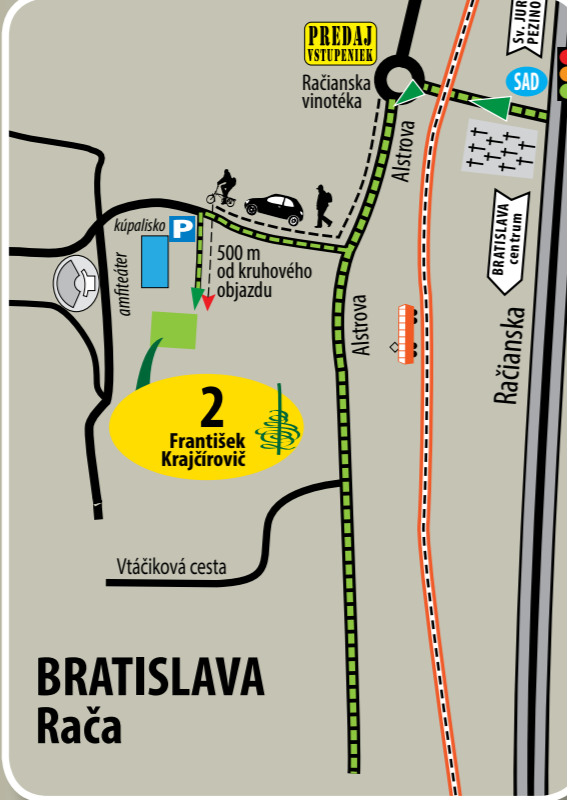 PREDAJ
VSTUPENIEK
Račianska
vinotéka
Sv. JUR
PEZINO
SAD
Alstrova
BRATISLAVA
centrum
kúpalisko
P
amfiteáter
500 m
od kruhového
objazdu
Alstrova
Račianska
2
František
Krajčírovič
Vtáčiková cesta
BRATISLAVA
Rača